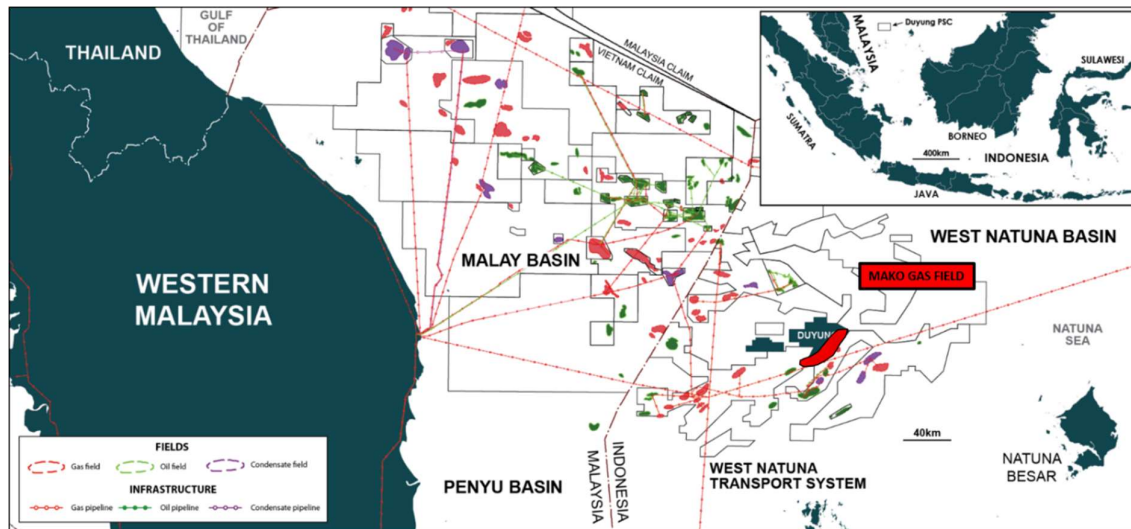 GULF
OF
THAILAND
THAILAND
MALAYSIA CLAIM
VIETNAM CLAIM
MALAYSIA
Duyung PSC
SULAWESI
SUMATRA
BORNEO
400km
INDONESIA
JAVA
WEST NATUNA BASIN
MALAY BASIN
MAKO GAS FIELD
WESTERN
MALAYSIA
DUYUNG
NATUNA
SEA
40km
FIELDS
Gas field
Oil field
Condensate field
INFRASTRUCTURE
Gas pipeline
Oil pipeline
Condensate pipeline
PENYU BASIN
MALAYSIA
INDONESIA
WEST NATUNA
TRANSPORT SYSTEM
NATUNA
BESAR